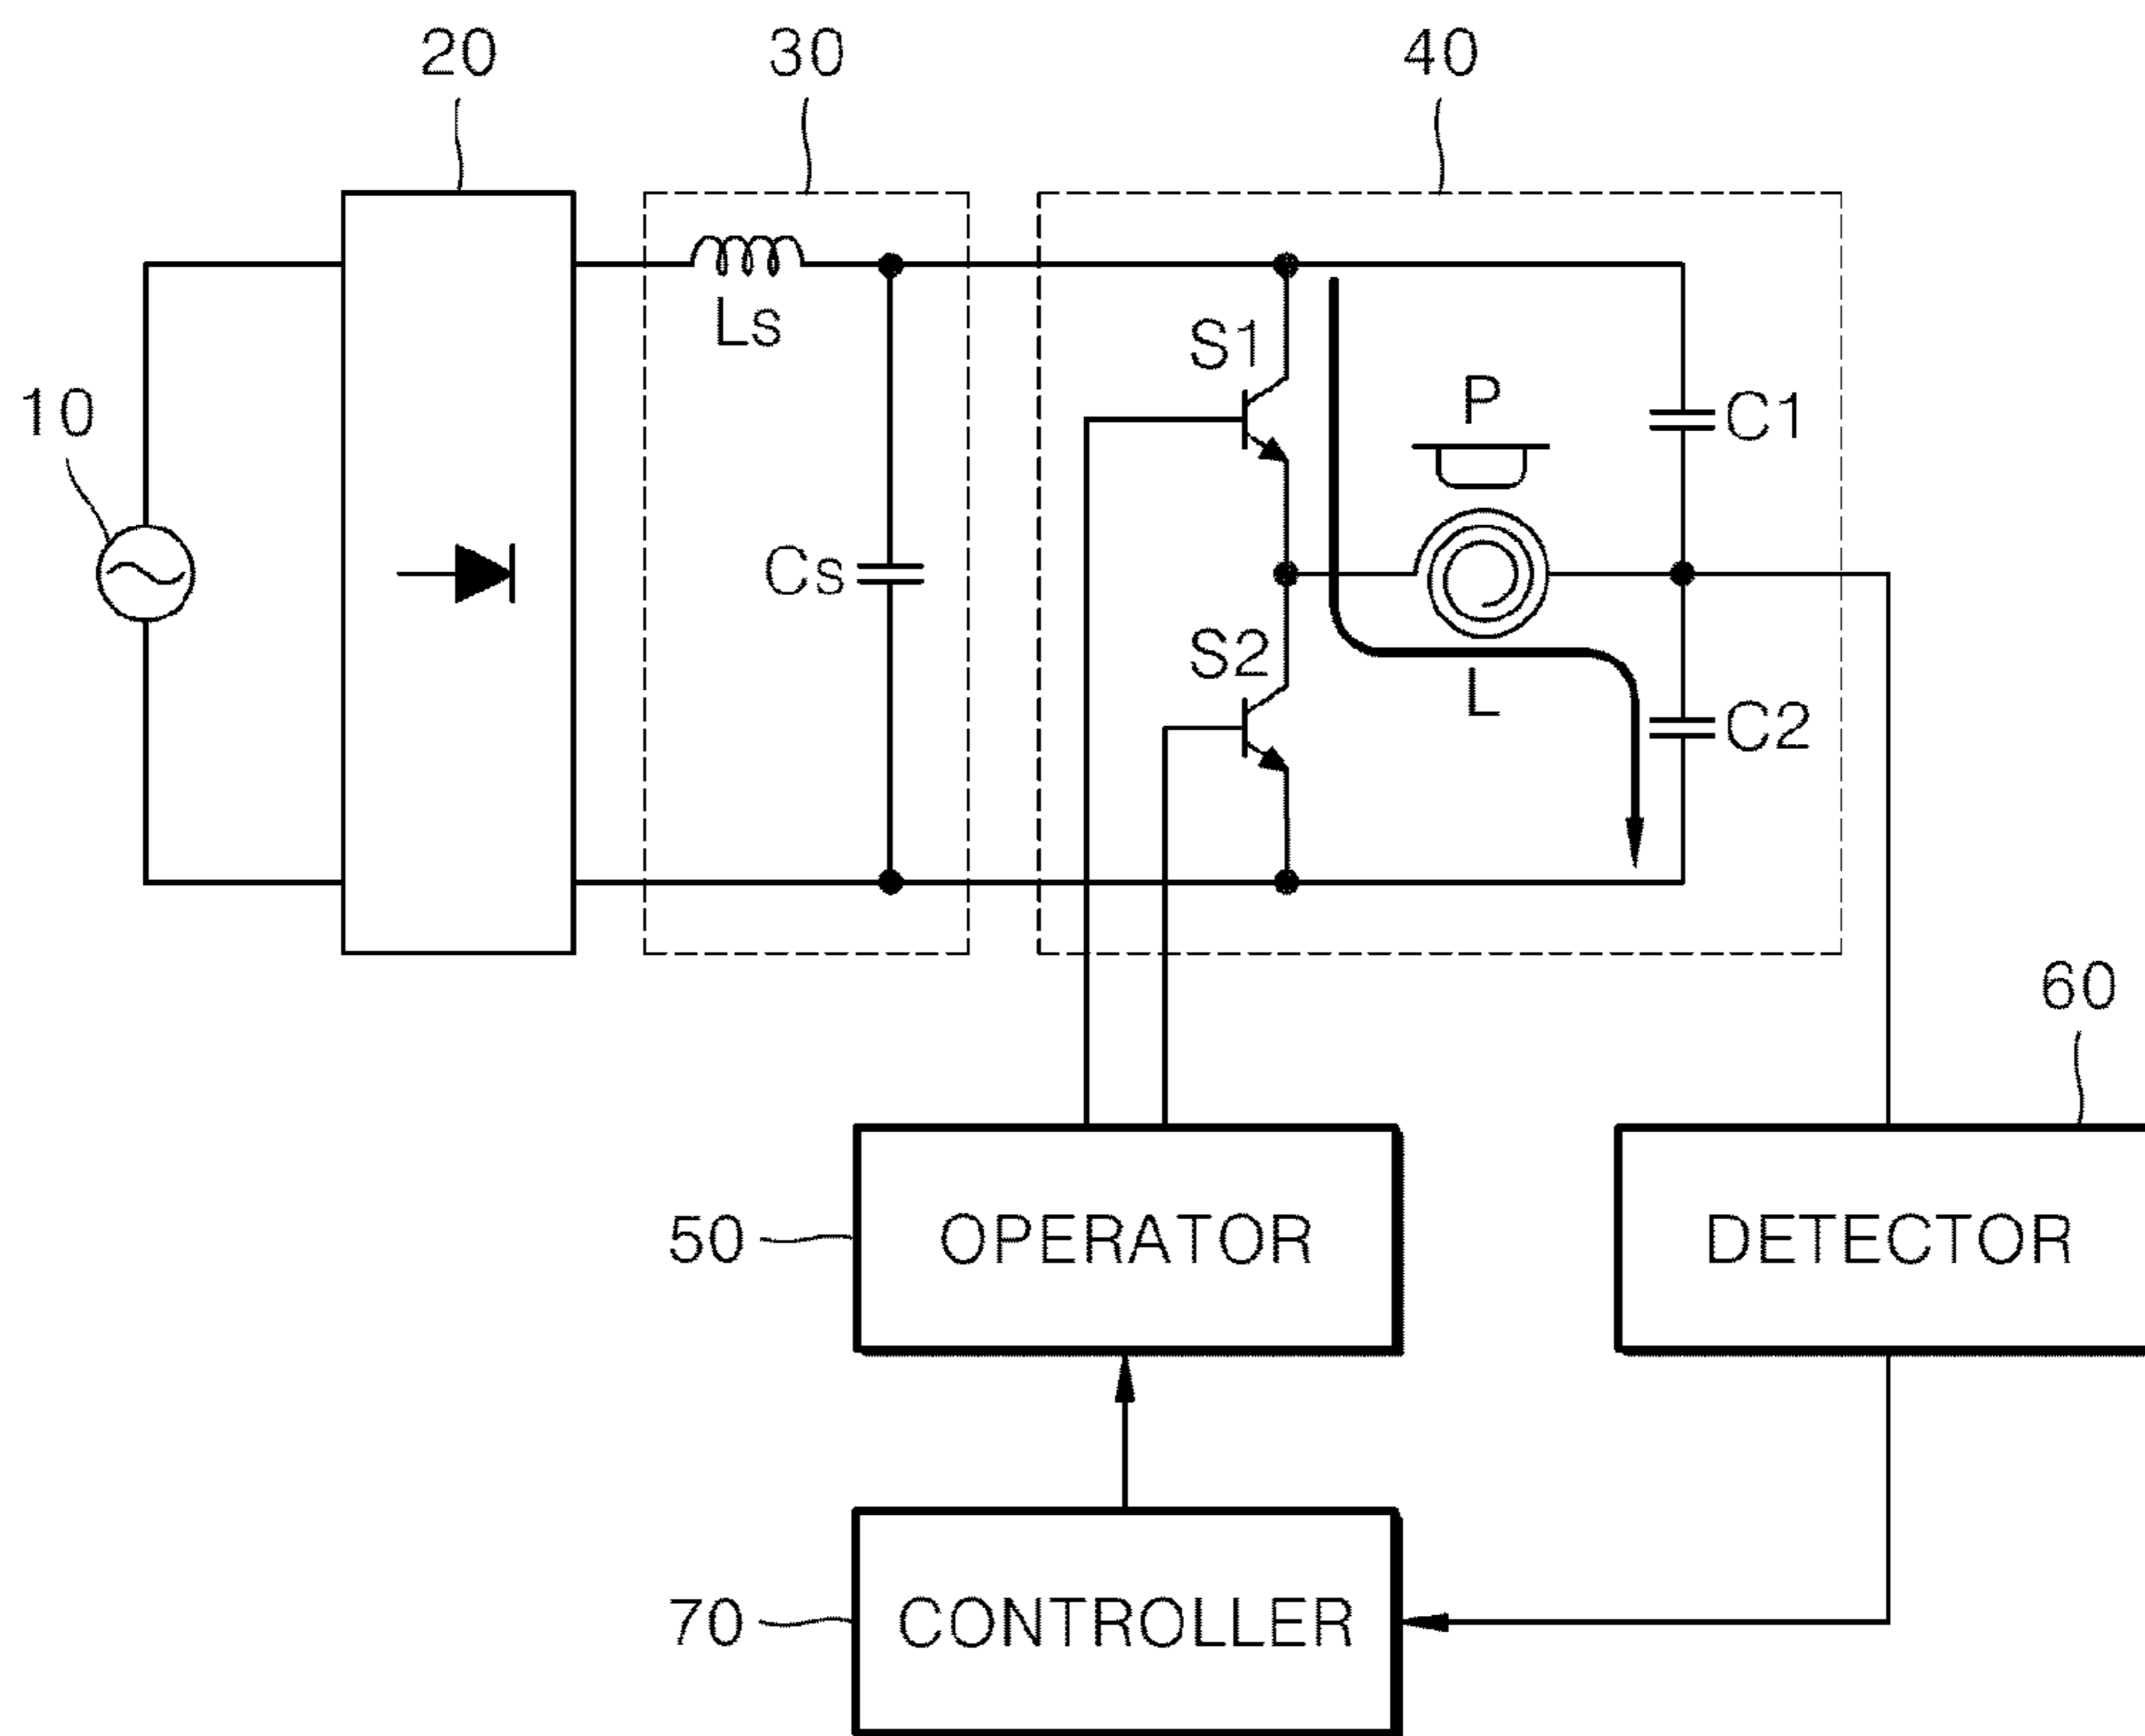 20
30
40
Ls
S1
P
10
C1
Cs
S2
L
C2
60
50
OPERATOR
DETECTOR
70
CONTROLLER